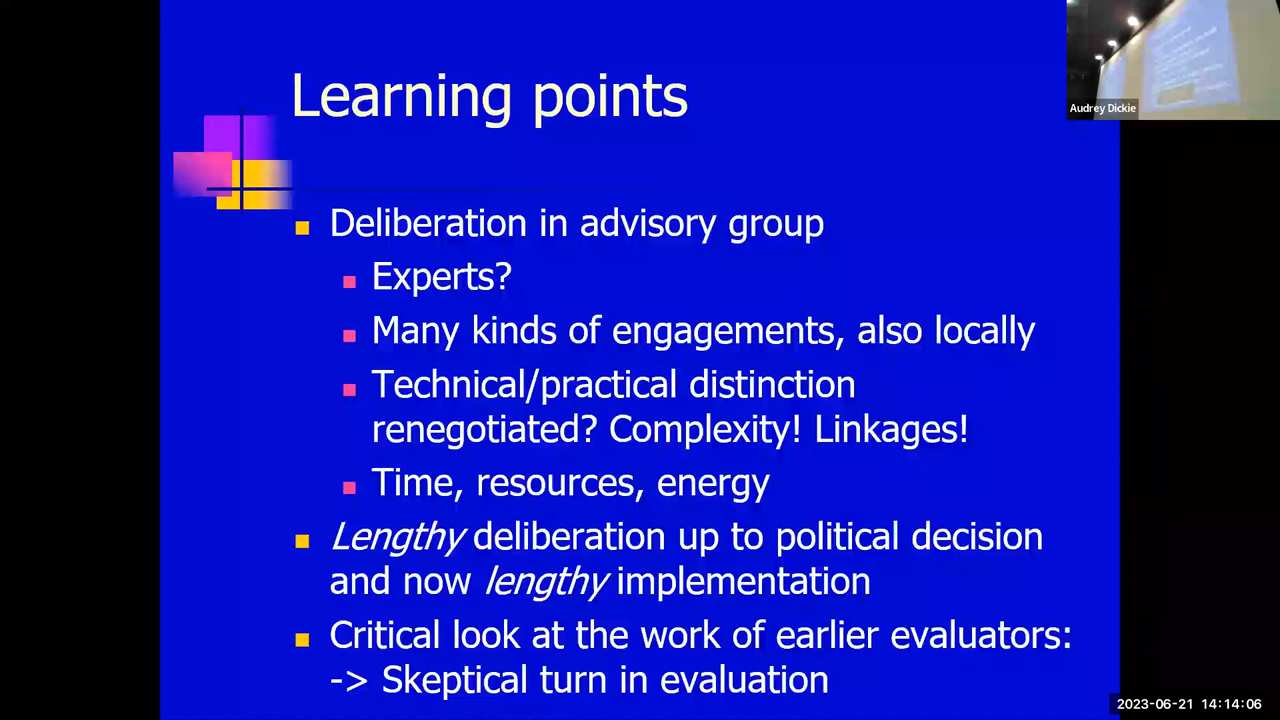 Learning points
Audrey Dickie
Deliberation in advisory group
Experts?
Many kinds of engagements, also locally
Technical/practical distinction
renegotiated? Complexity! Linkages!
Time, resources, energy
Lengthy deliberation up to political decision
and now lengthy implementation
Critical look at the work of earlier evaluators:
-> Skeptical turn in evaluation
2023-06-21 14:14:06